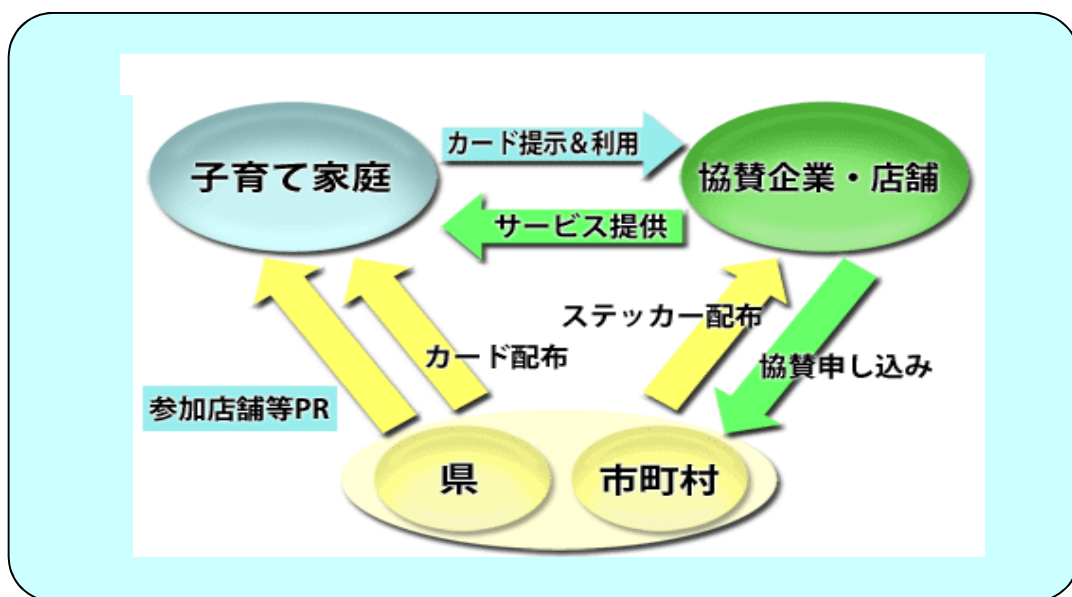 子育て家庭
カード提示＆利用
協賛企業・店舗
サービス提供
ステッカー配布
カード配布
協賛申し込み
参加店舗等PR
県
市町村